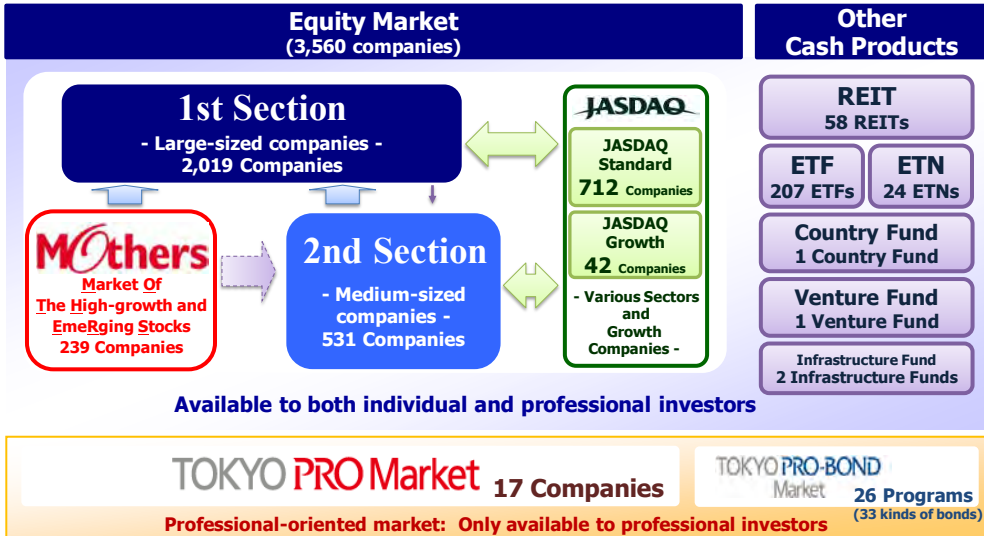 Equity Market
(3,560 companies)
Other
Cash Products
1st Section
- Large-sized companies -
2,019 Companies
JASDAQ
JASDAQ
Standard
712 Companies
JASDAQ
Growth
42 Companies
- Various Sectors
and
Growth
Companies -
MOthers
Market Of
The High-growth and
EmeRging Stocks
239 Companies
2nd Section
- Medium-sized
companies -
531 Companies
REIT
58 REITs
ETF
207 ETFs
ETN
24 ETNs
Country Fund
1 Country Fund
Venture Fund
1 Venture Fund
Infrastructure Fund
2 Infrastructure Funds
Available to both individual and professional investors
TOKYO PRO Market 17 Companies
TOKYO PRO-BOND
Market
26 Programs
(33 kinds of bonds)
Professional-oriented market: Only available to professional investors